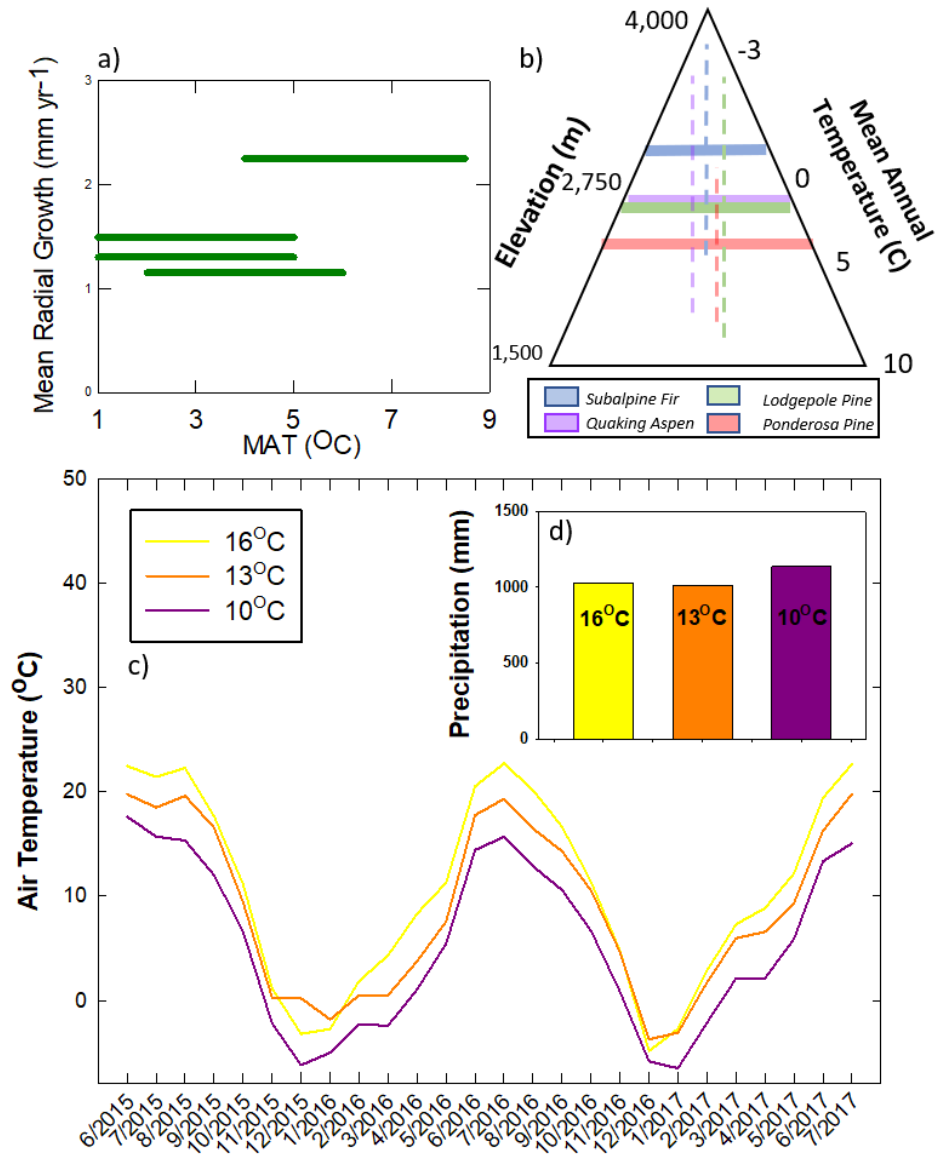 a)
Mean Radial Growth (mm yr-1)
3
2
1
0
1 3 5 7 9
MAT (OC)
b)
4,000
-3
Elevation (m)
Mean Annual
Temperature (C)
2,750
0
5
1,500
10
Subalpine Fir
Lodgepole Pine
Quaking Aspen
Ponderosa Pine
c)
Air Temperature (OC)
50
40
30
20
10
0
16OC
13OC
10OC
d)
Precipitation (mm)
1500
1000
500
0
16OC
13OC
10OC
6/2015
7/2015
8/2015
9/2015
10/2015
11/2015
12/2015
1/2016
2/2016
3/2016
4/2016
5/2016
6/2016
7/2016
8/2016
9/2016
10/2016
11/2016
12/2016
1/2017
2/2017
3/2017
4/2017
5/2017
6/2017
7/2017